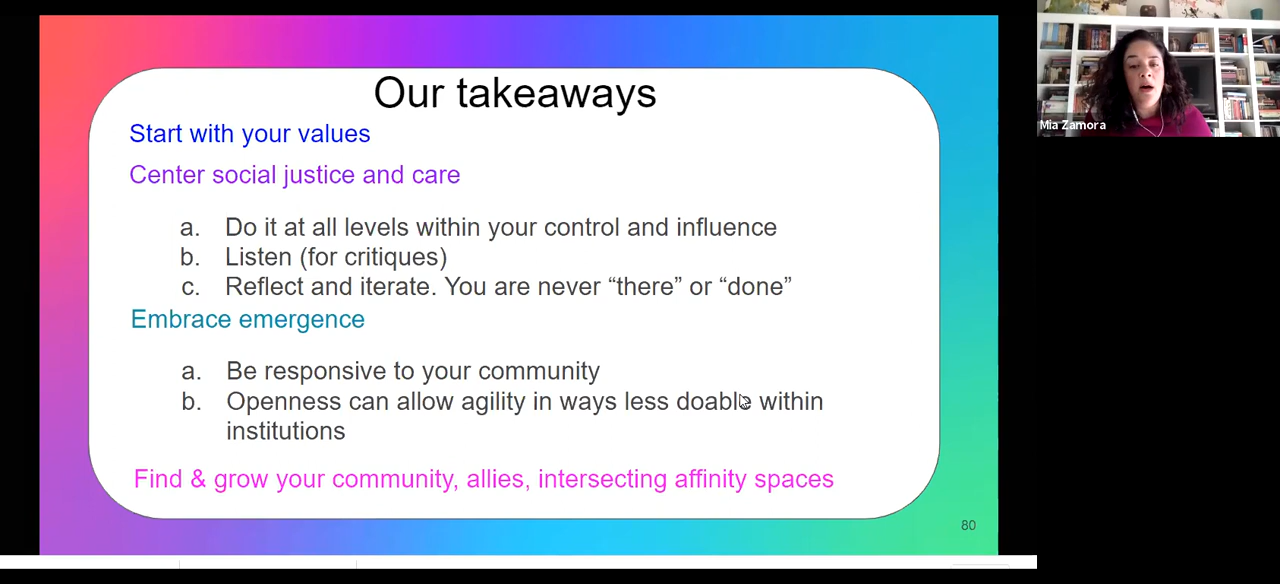 Our takeaways
Start with your values
Center social justice and care
a. Do it at all levels within your control and influence
b. Listen (for critiques)
c. Reflect and iterate. You are never “there” or “done”
Embrace emergence
a. Be responsive to your community
b. Openness can allow agility in ways less doable within
institutions
Find & grow your community, allies, intersecting affinity spaces
80
Mia Zamora